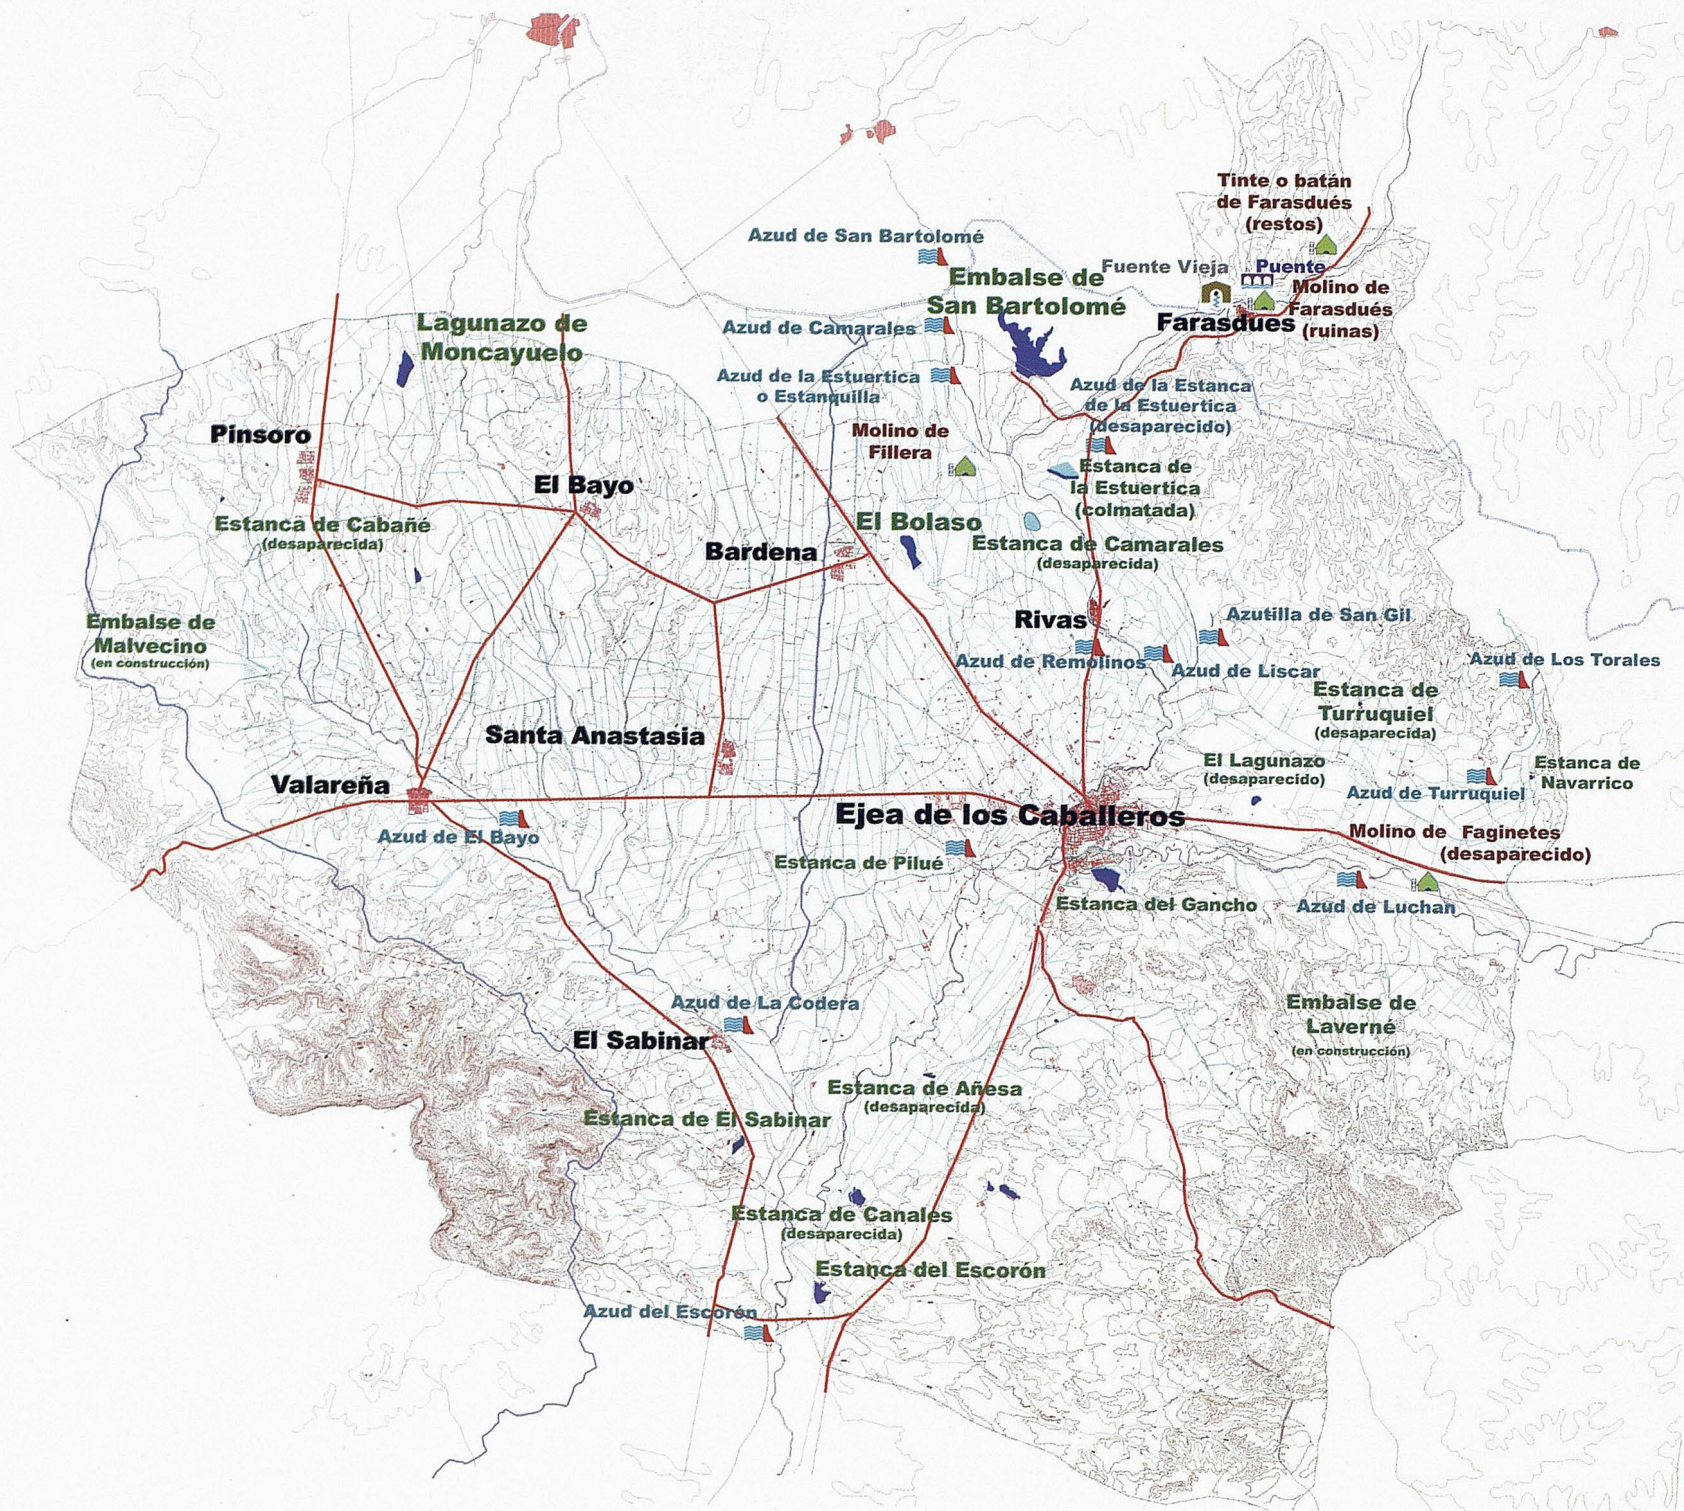 Tinte o batán
de Farasdués
(restos)
Azud de San Bartolomé
Fuente Vieja
Puente
Embalse de
San Bartolomé
Molino de
Farasdués
(ruinas)
Farasdues
Lagunazo de
Moncayuelo
Azud de Camarales
Azud de la Estuertica
o Estanquilla
Azud de la Estanca
de la Estuertica
(desaparecido)
Pinsoro
Molino de
Fillera
Estanca de
la Estuertica
(colmatada)
El Bayo
Estanca de Cabañé
(desaparecida)
El Bolaso
Bardena
Estanca de Camarales
(desaparecida)
Embalse de
Malvecino
(en construcción)
Rivas
Azutilla de San Gil
Azud de Remolinos
Azud de Liscar
Azud de Los Torales
Estanca de
Turruquiel
(desaparecida)
Santa Anastasia
El Lagunazo
(desaparecido)
Estanca de
Navarrico
Valareña
Azud de Turruquiel
Ejea de los Caballeros
Azud de El Bayo
Molino de Faginetes
(desaparecido)
Estanca de Pilué
Estanca del Gancho
Azud de Luchan
Azud de La Codera
Embalse de
Laverné
(en construcción)
El Sabinar
Estanca de Añesa
(desaparecida)
Estanca de El Sabinar
Estanca de Canales
(desaparecida)
Estanca del Escorón
Azud del Escorón